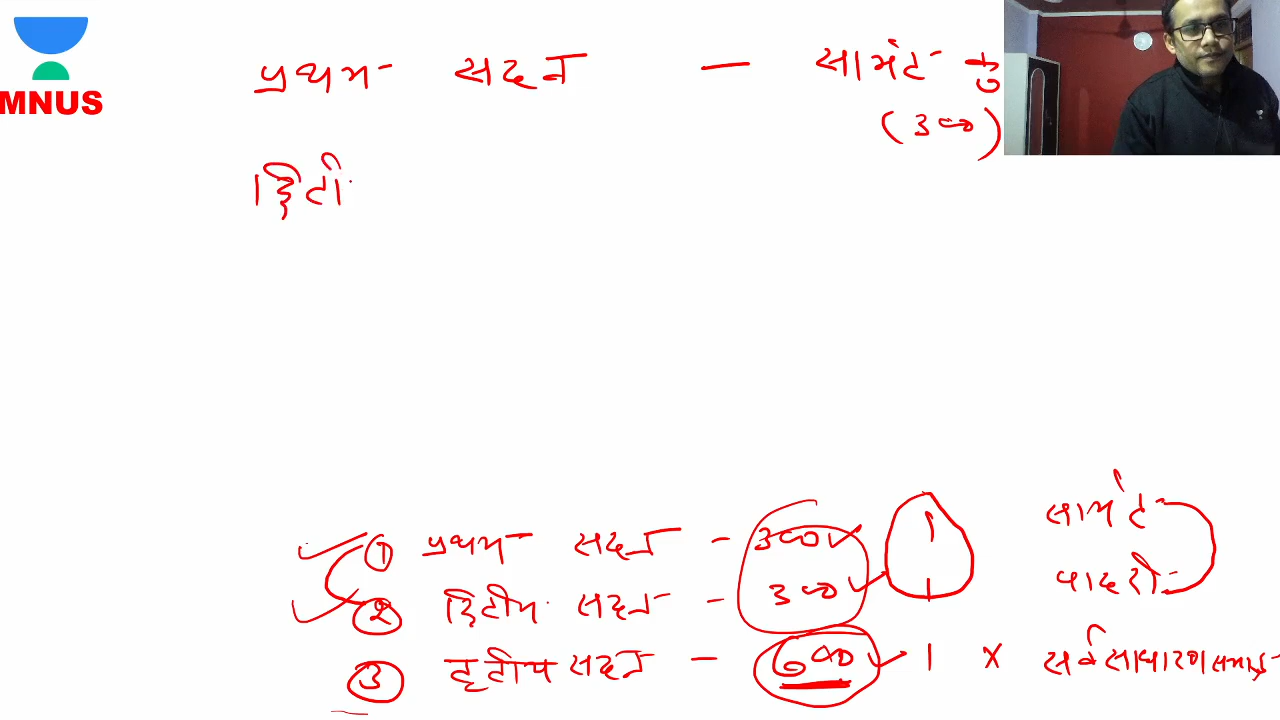 MNUS
प्रथम सदन — सामंत
(300)
द्विती
① प्रथम सदन - 300 1 सामंत
② द्वितीय सदन - 300 1 पादरी
③ तृतीय सदन - 600 1 x सर्वसाधारण